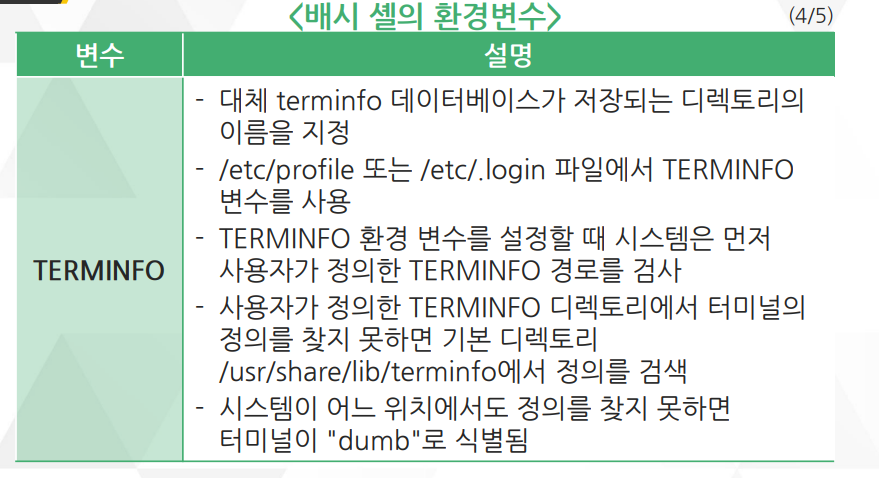 <배시 셸의 환경변수>
(4/5)
변수
설명
TERMINFO
- 대체 terminfo 데이터베이스가 저장되는 디렉토리의
이름을 지정
- /etc/profile 또는 /etc/.login 파일에서 TERMINFO
변수를 사용
- TERMINFO 환경 변수를 설정할 때 시스템은 먼저
사용자가 정의한 TERMINFO 경로를 검사
- 사용자가 정의한 TERMINFO 디렉토리에서 터미널의
정의를 찾지 못하면 기본 디렉토리
/usr/share/lib/terminfo에서 정의를 검색
- 시스템이 어느 위치에서도 정의를 찾지 못하면
터미널이 "dumb"로 식별됨